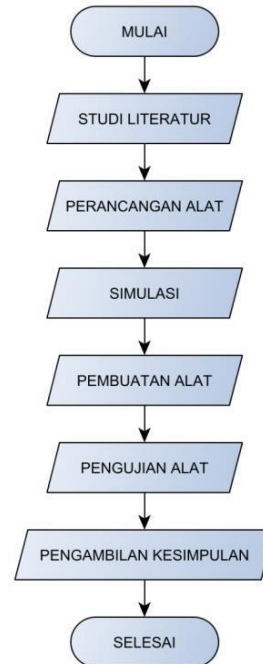 MULAI
STUDI LITERATUR
PERANCANGAN ALAT
SIMULASI
PEMBUATAN ALAT
PENGUJIAN ALAT
PENGAMBILAN KESIMPULAN
SELESAI